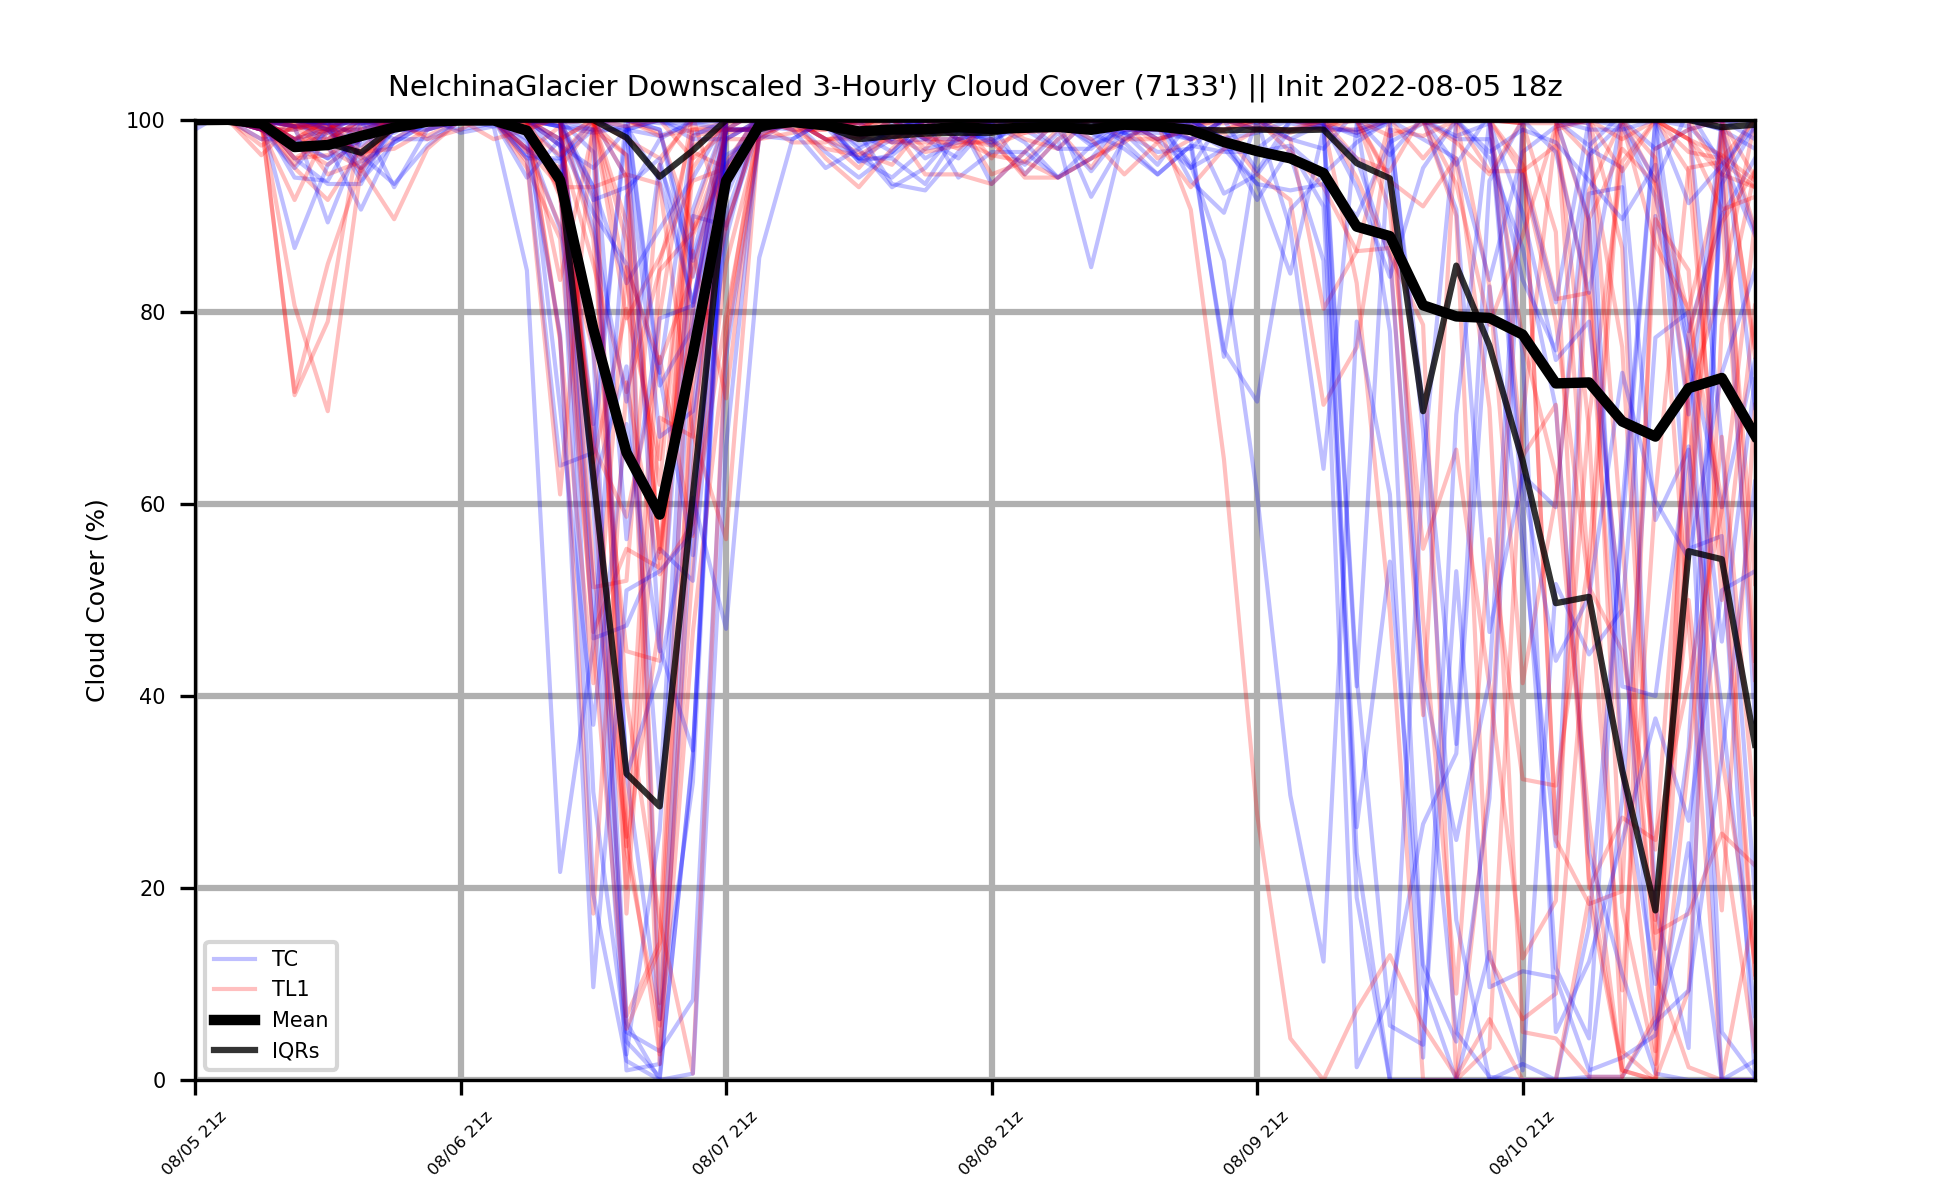 NelchinaGlacier Downscaled 3-Hourly Cloud Cover (7133') || Init 2022-08-05 18z
100
80
60
40
20
0
Cloud Cover (%)
TC
TL1
Mean
IQRs
08/05 21z
08/06 21z
08/07 21z
08/08 21z
08/09 21z
08/10 21z